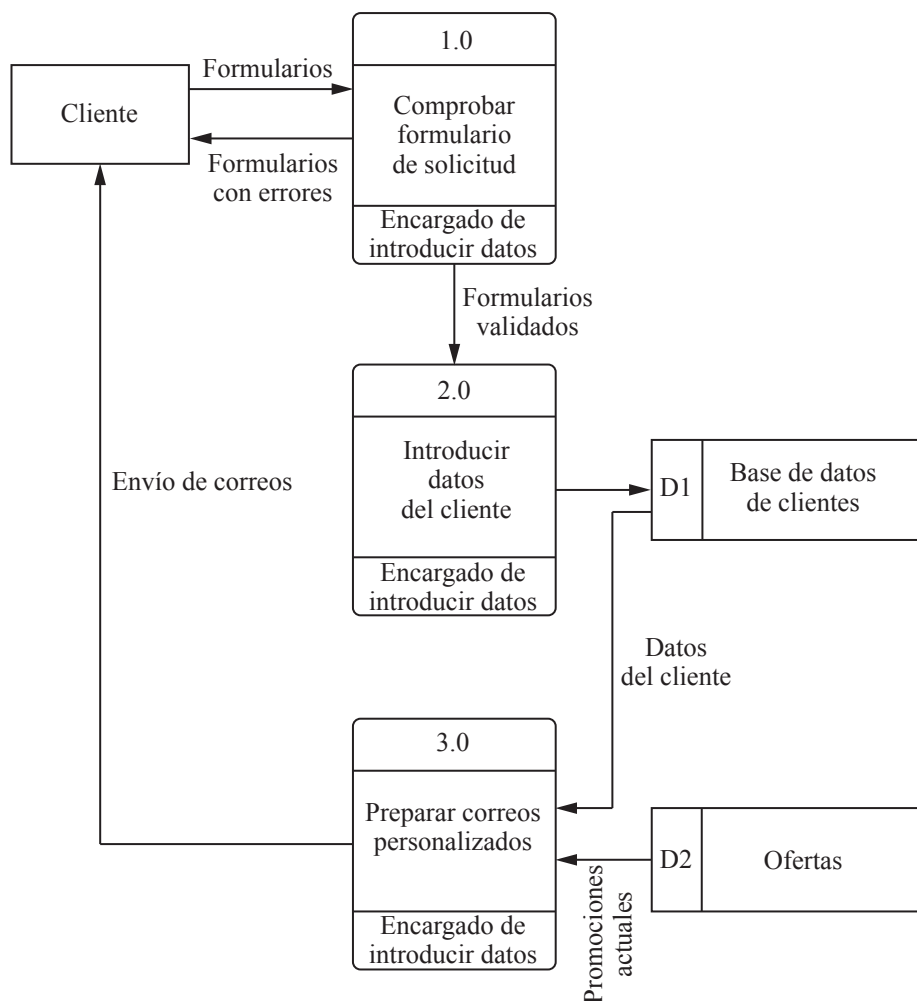 1.0
Formularios
Cliente
Comprobar
formulario
de solicitud
Formularios
con errores
Encargado de
introducir datos
Formularios
validados
2.0
Introducir
datos
del cliente
D1
Base de datos
de clientes
Envío de correos
Encargado de
introducir datos
Datos
del cliente
3.0
Preparar correos
personalizados
D2
Ofertas
Promociones
actuales
Encargado de
introducir datos